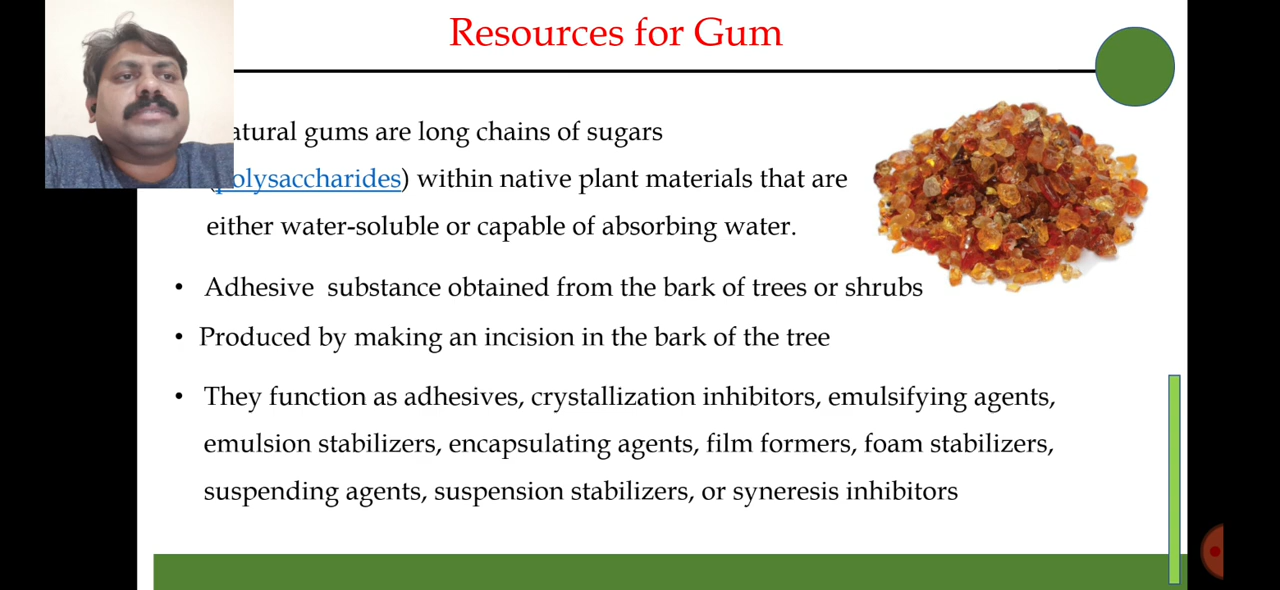 Resources for Gum
atural gums are long chains of sugars
(polysaccharides) within native plant materials that are
either water-soluble or capable of absorbing water.
• Adhesive substance obtained from the bark of trees or shrubs
• Produced by making an incision in the bark of the tree
• They function as adhesives, crystallization inhibitors, emulsifying agents,
emulsion stabilizers, encapsulating agents, film formers, foam stabilizers,
suspending agents, suspension stabilizers, or syneresis inhibitors